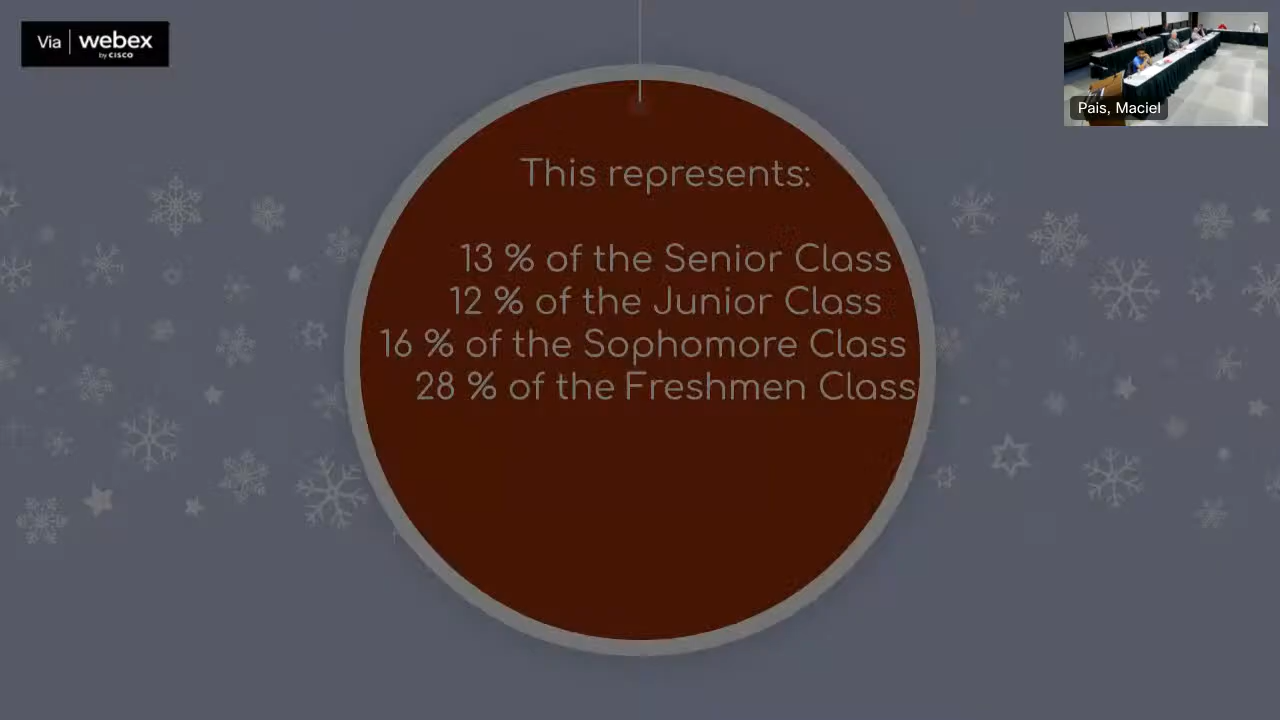 Via webex
by CISCO
Pais, Maciel
This represents:
13 % of the Senior Class
12 % of the Junior Class
16 % of the Sophomore Class
28 % of the Freshmen Class